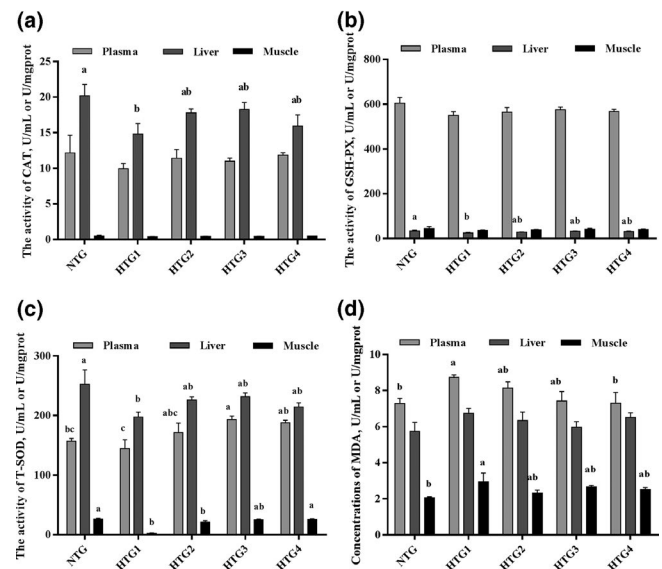 (a)
Plasma Liver Muscle
The activity of CAT, U/mL or U/mgprot
25
20
15
10
5
0
a
b
ab
ab
ab
NTG
HTG1
HTG2
HTG3
HTG4
(b)
Plasma Liver Muscle
The activity of GSH-PX, U/mL or U/mgprot
800
600
400
200
0
a
b
ab
ab
ab
NTG
HTG1
HTG2
HTG3
HTG4
(c)
Plasma Liver Muscle
The activity of T-SOD, U/mL or U/mgprot
300
200
100
0
bc
a
a
c
b
b
abc
ab
b
a
ab
ab
ab
ab
a
NTG
HTG1
HTG2
HTG3
HTG4
(d)
Plasma Liver Muscle
Concentrations of MDA, U/mL or U/mgprot
10
8
6
4
2
0
b
b
a
a
ab
ab
ab
ab
b
ab
NTG
HTG1
HTG2
HTG3
HTG4